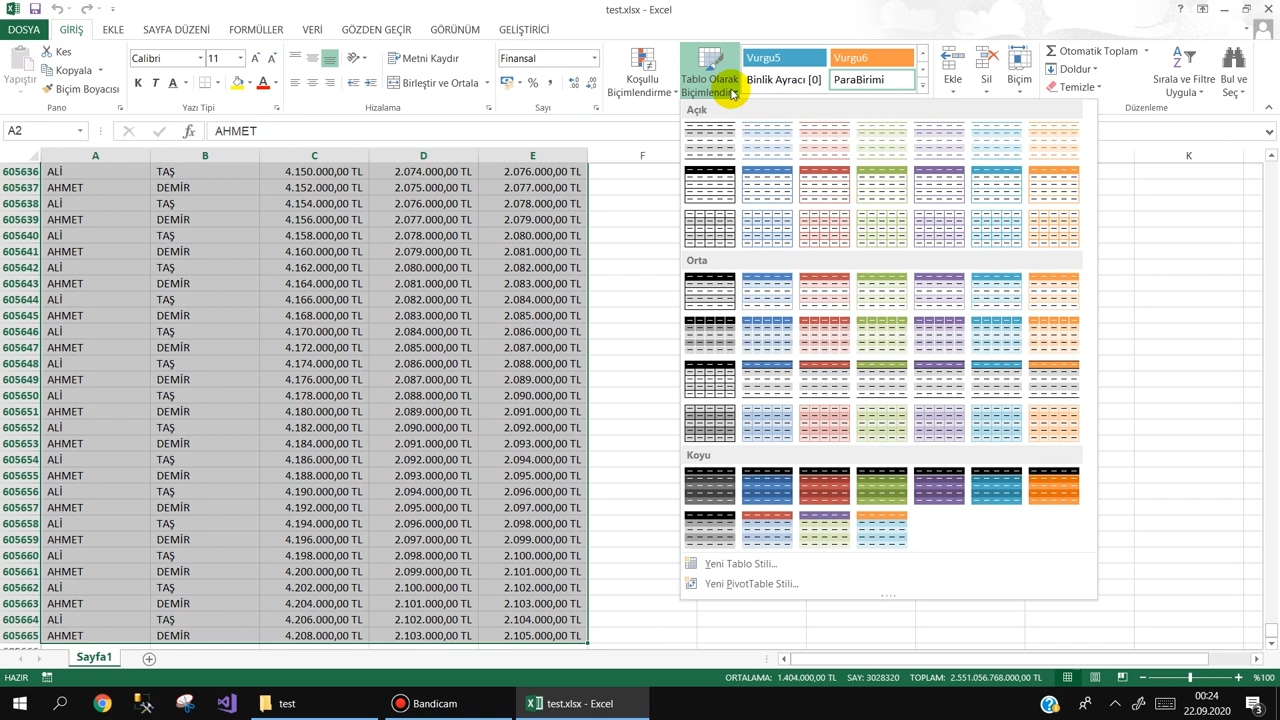 test.xlsx - Excel
DOSYA GİRİŞ EKLE SAYFA DÜZENİ FORMÜLLER VERİ GÖZDEN GEÇİR GÖRÜNÜM GELİŞTİRİCİ
Yapıştır
Kes
Kopyala
Biçim Boyacısı
Pano
Calibri 11
Yazı Tipi
Metni Kaydır
Birleştir ve Ortala
Hizalama
Finansal
Sayı
Koşullu
Biçimlendirme
Tablo Olarak
Biçimlendir
Vurgu5 Vurgu6
Binlik Ayracı [0] ParaBirimi
Ekle Sil Biçim
Otomatik Toplam
Doldur
Temizle
Sırala ve Filtre
Uygula
Bul ve
Seç
Düzenleme
A2 fx AHMET
A B C D E F K
605636 ALİ TAŞ 4.150.000,00 TL 2.074.000,00 TL 2.076.000,00 TL
605637 AHMET DEMİR 4.152.000,00 TL 2.075.000,00 TL 2.077.000,00 TL
605638 ALİ TAŞ 4.154.000,00 TL 2.076.000,00 TL 2.078.000,00 TL
605639 AHMET DEMİR 4.156.000,00 TL 2.077.000,00 TL 2.079.000,00 TL
605640 ALİ TAŞ 4.158.000,00 TL 2.078.000,00 TL 2.080.000,00 TL
605641 AHMET DEMİR 4.160.000,00 TL 2.079.000,00 TL 2.081.000,00 TL
605642 ALİ TAŞ 4.162.000,00 TL 2.080.000,00 TL 2.082.000,00 TL
605643 AHMET DEMİR 4.164.000,00 TL 2.081.000,00 TL 2.083.000,00 TL
605644 ALİ TAŞ 4.166.000,00 TL 2.082.000,00 TL 2.084.000,00 TL
605645 AHMET DEMİR 4.168.000,00 TL 2.083.000,00 TL 2.085.000,00 TL
605646 ALİ TAŞ 4.170.000,00 TL 2.084.000,00 TL 2.086.000,00 TL
605647 AHMET DEMİR 4.172.000,00 TL 2.085.000,00 TL 2.087.000,00 TL
605648 ALİ TAŞ 4.174.000,00 TL 2.086.000,00 TL 2.088.000,00 TL
605649 AHMET DEMİR 4.176.000,00 TL 2.087.000,00 TL 2.089.000,00 TL
605650 ALİ TAŞ 4.178.000,00 TL 2.088.000,00 TL 2.090.000,00 TL
605651 AHMET DEMİR 4.180.000,00 TL 2.089.000,00 TL 2.091.000,00 TL
605652 ALİ TAŞ 4.182.000,00 TL 2.090.000,00 TL 2.092.000,00 TL
605653 AHMET DEMİR 4.184.000,00 TL 2.091.000,00 TL 2.093.000,00 TL
605654 ALİ TAŞ 4.186.000,00 TL 2.092.000,00 TL 2.094.000,00 TL
605655 AHMET DEMİR 4.188.000,00 TL 2.093.000,00 TL 2.095.000,00 TL
605656 ALİ TAŞ 4.190.000,00 TL 2.094.000,00 TL 2.096.000,00 TL
605657 AHMET DEMİR 4.192.000,00 TL 2.095.000,00 TL 2.097.000,00 TL
605658 ALİ TAŞ 4.194.000,00 TL 2.096.000,00 TL 2.098.000,00 TL
605659 AHMET DEMİR 4.196.000,00 TL 2.097.000,00 TL 2.099.000,00 TL
605660 ALİ TAŞ 4.198.000,00 TL 2.098.000,00 TL 2.100.000,00 TL
605661 AHMET DEMİR 4.200.000,00 TL 2.099.000,00 TL 2.101.000,00 TL
605662 ALİ TAŞ 4.202.000,00 TL 2.100.000,00 TL 2.102.000,00 TL
605663 AHMET DEMİR 4.204.000,00 TL 2.101.000,00 TL 2.103.000,00 TL
605664 ALİ TAŞ 4.206.000,00 TL 2.102.000,00 TL 2.104.000,00 TL
605665 AHMET DEMİR 4.208.000,00 TL 2.103.000,00 TL 2.105.000,00 TL
Açık
Orta
Koyu
Yeni Tablo Stili...
Yeni PivotTable Stili...
Sayfa1
HAZIR ORTALAMA: 1.404.000,00 TL SAY: 3028320 TOPLAM: 2.551.056.768.000,00 TL %100
test Bandicam test.xlsx - Excel
00:24
22.09.2020
3